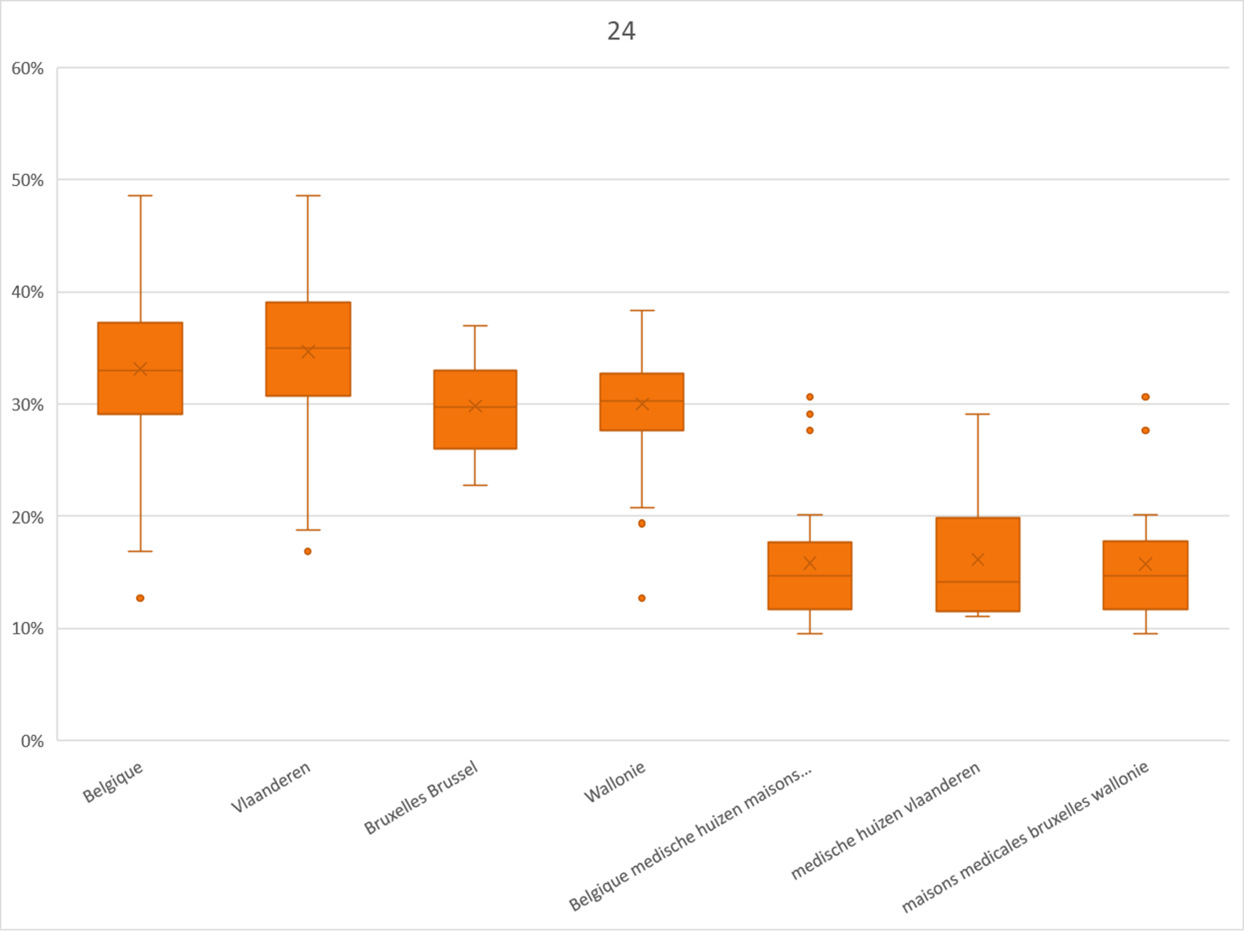 24
60%
50%
40%
30%
20%
10%
0%
Belgique
Vlaanderen
Bruxelles Brussel
Wallonie
Belgique medische huizen maisons...
medische huizen vlaanderen
maisons medicales bruxelles wallonie